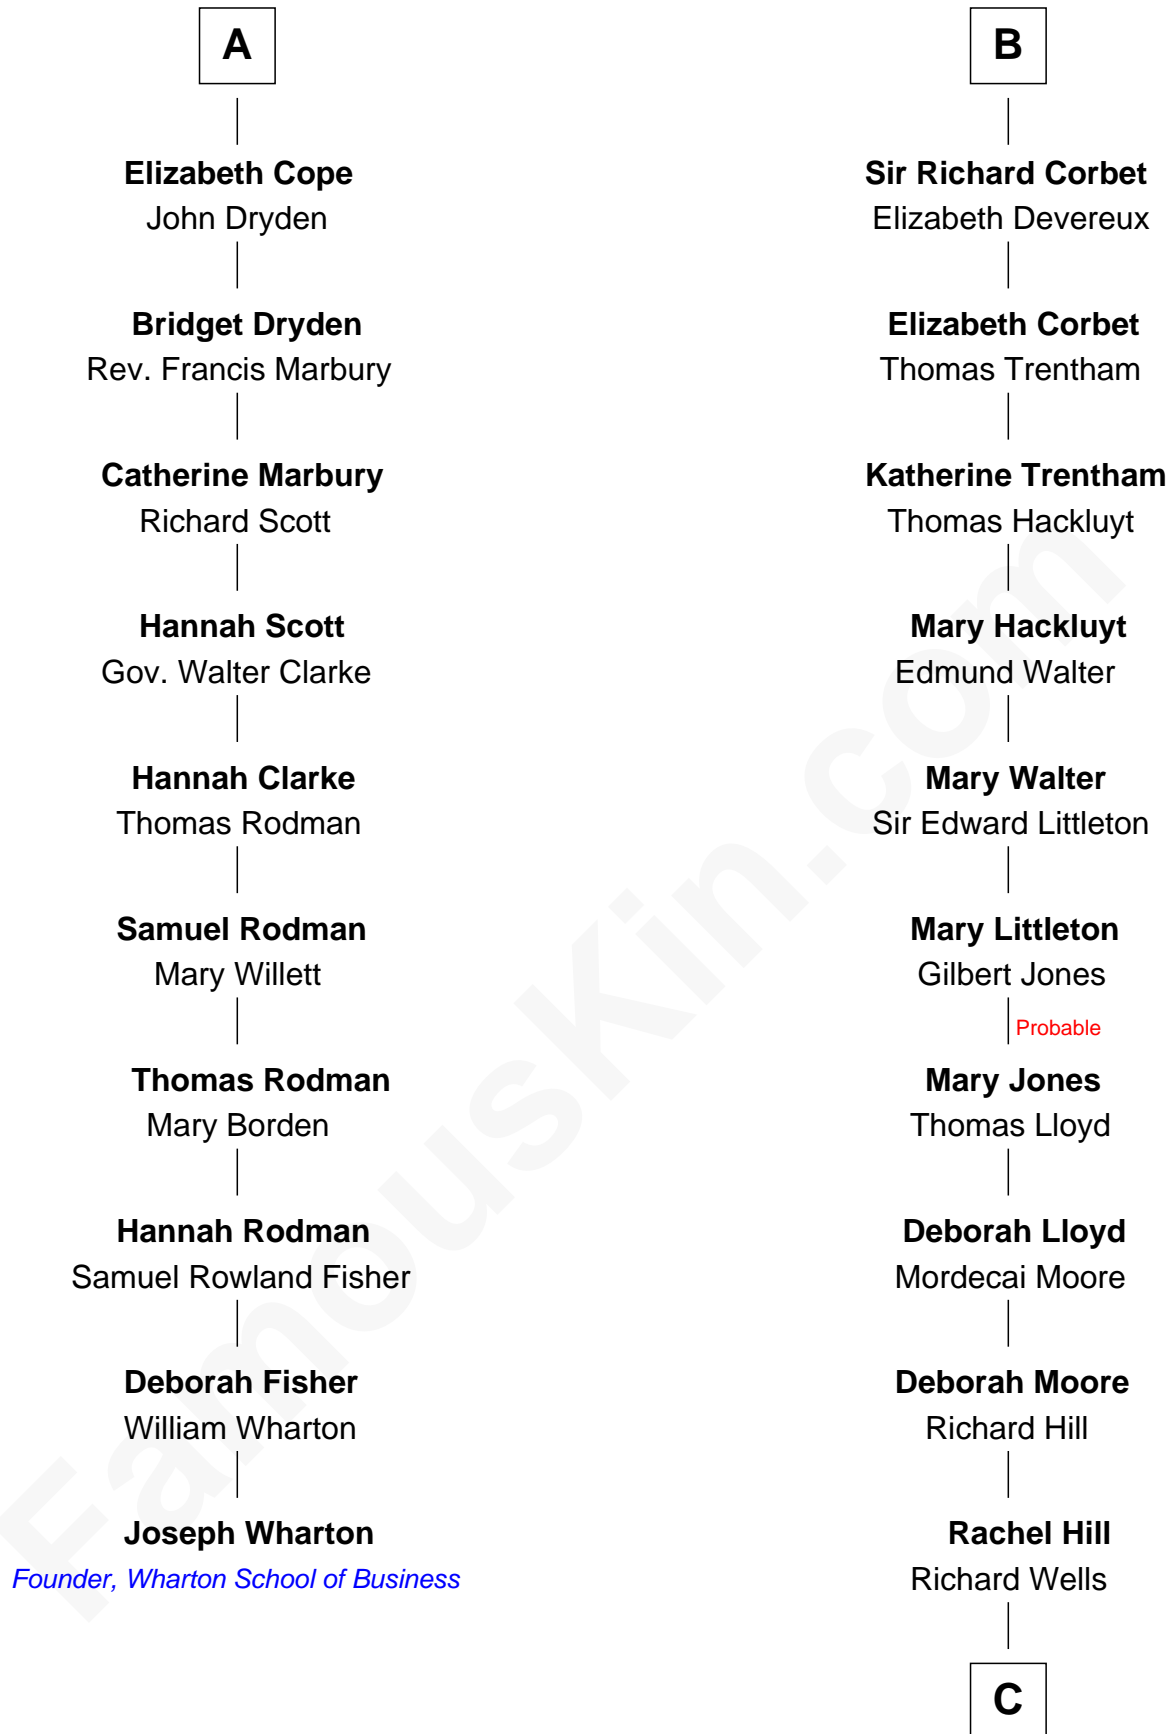 A
Elizabeth Cope
John Dryden
Bridget Dryden
Rev. Francis Marbury
Catherine Marbury
Richard Scott
Hannah Scott
Gov. Walter Clarke
Hannah Clarke
Thomas Rodman
Samuel Rodman
Mary Willett
Thomas Rodman
Mary Borden
Hannah Rodman
Samuel Rowland Fisher
Deborah Fisher
William Wharton
Joseph Wharton
Founder, Wharton School of Business
B
Sir Richard Corbet
Elizabeth Devereux
Elizabeth Corbet
Thomas Trentham
Katherine Trentham
Thomas Hackluyt
Mary Hackluyt
Edmund Walter
Mary Walter
Sir Edward Littleton
Mary Littleton
Gilbert Jones
Probable
Mary Jones
Thomas Lloyd
Deborah Lloyd
Mordecai Moore
Deborah Moore
Richard Hill
Rachel Hill
Richard Wells
C
FamousKin.com